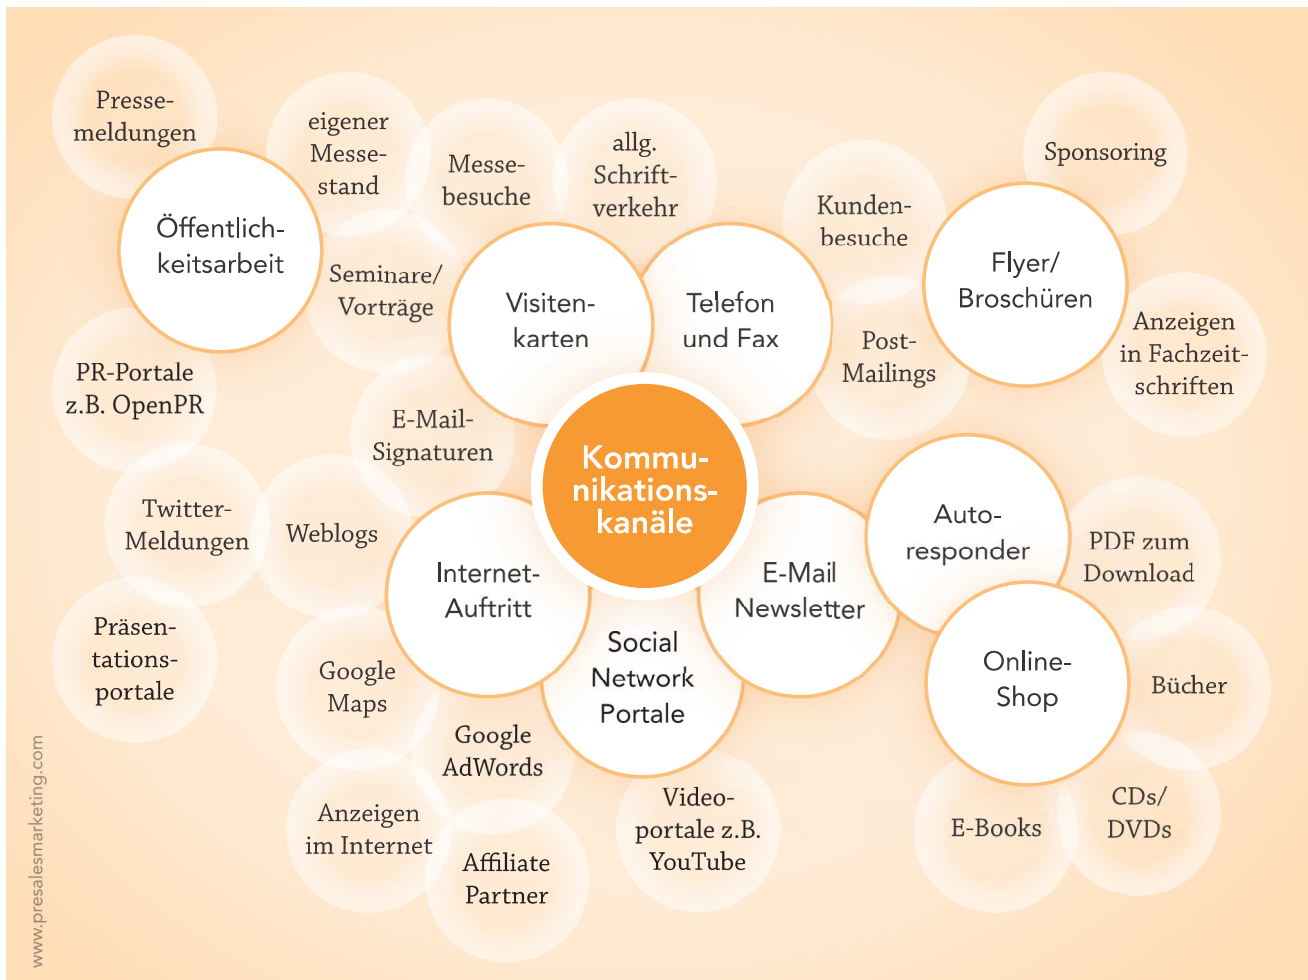 Presse-
meldungen
eigener
Messe-
stand
Messe-
besuche
allg.
Schrift-
verkehr
Kunden-
besuche
Sponsoring
Öffentlich-
keitsarbeit
Seminare/
Vorträge
Visiten-
karten
Telefon
und Fax
Flyer/
Broschüren
Post-
Mailings
Anzeigen
in Fachzeit-
schriften
PR-Portale
z.B. OpenPR
E-Mail-
Signaturen
Kommu-
nikations-
kanäle
Twitter-
Meldungen
Weblogs
Internet-
Auftritt
E-Mail
Newsletter
Auto-
responder
PDF zum
Download
Präsen-
tations-
portale
Google
Maps
Social
Network
Portale
Online-
Shop
Bücher
Google
AdWords
Anzeigen
im Internet
Affiliate
Partner
Video-
portale z.B.
YouTube
E-Books
CDs/
DVDs
www.presalesmarketing.com